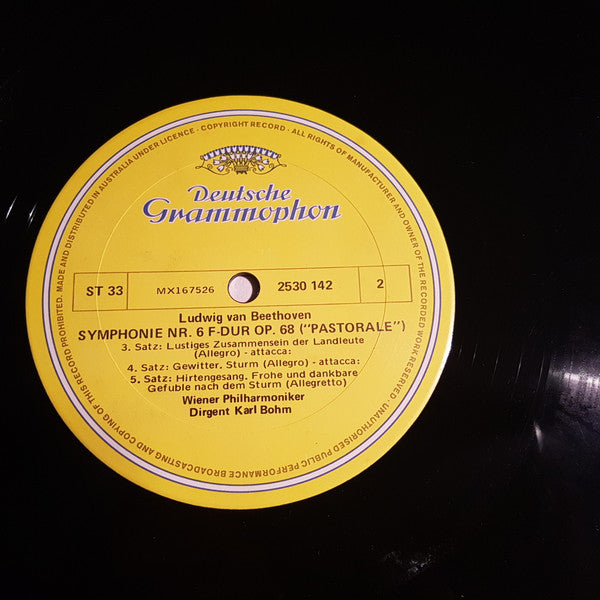 MADE AND DISTRIBUTED IN AUSTRALIA UNDER LICENCE - COPYRIGHT RECORD - ALL RIGHTS OF MANUFACTURER AND OWNER OF THE RECORDED WORK RESERVED - UNAUTHORISED PUBLIC PERFORMANCE BROADCASTING AND COPYING OF THIS RECORD PROHIBITED.
Deutsche
Grammophon
ST 33 MX167526 2530 142 2
Ludwig van Beethoven
SYMPHONIE NR. 6 F-DUR OP. 68 ("PASTORALE")
3. Satz: Lustiges Zusammensein der Landleute
(Allegro) - attacca:
4. Satz: Gewitter, Sturm (Allegro) - attacca:
5. Satz: Hirtengesang, Frohe und dankbare
Gefuble nach dem Sturm (Allegretto)
Wiener Philharmoniker
Dirgent Karl Bohm